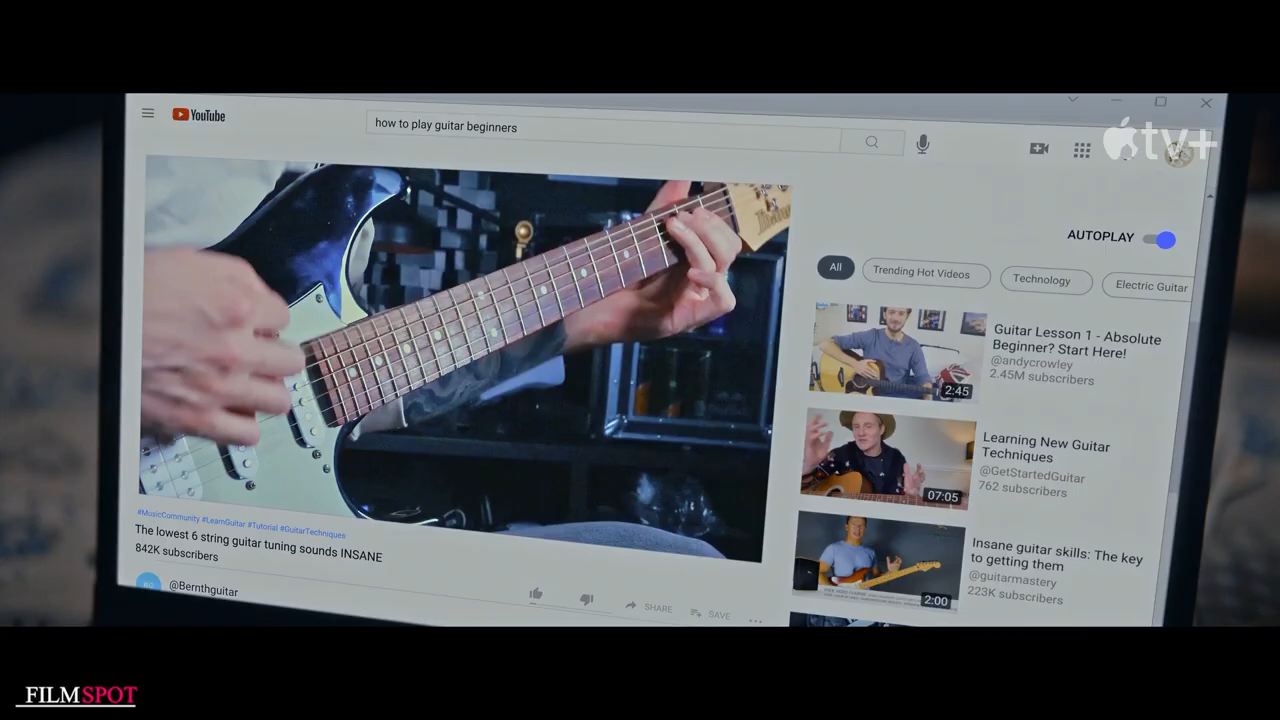 YouTube
how to play guitar beginners
tv+
AUTOPLAY
All
Trending Hot Videos
Technology
Electric Guitar
Guitar Lesson 1 - Absolute
Beginner? Start Here!
@andycrowley
2.45M subscribers
2:45
Learning New Guitar
Techniques
@GetStartedGuitar
762 subscribers
07:05
Insane guitar skills: The key
to getting them
@guitarmastery
223K subscribers
2:00
#MusicCommunity #LearnGuitar #Tutorial #GuitarTechniques
The lowest 6 string guitar tuning sounds INSANE
842K subscribers
@Bernthguitar
SHARE
SAVE
FILMSPOT